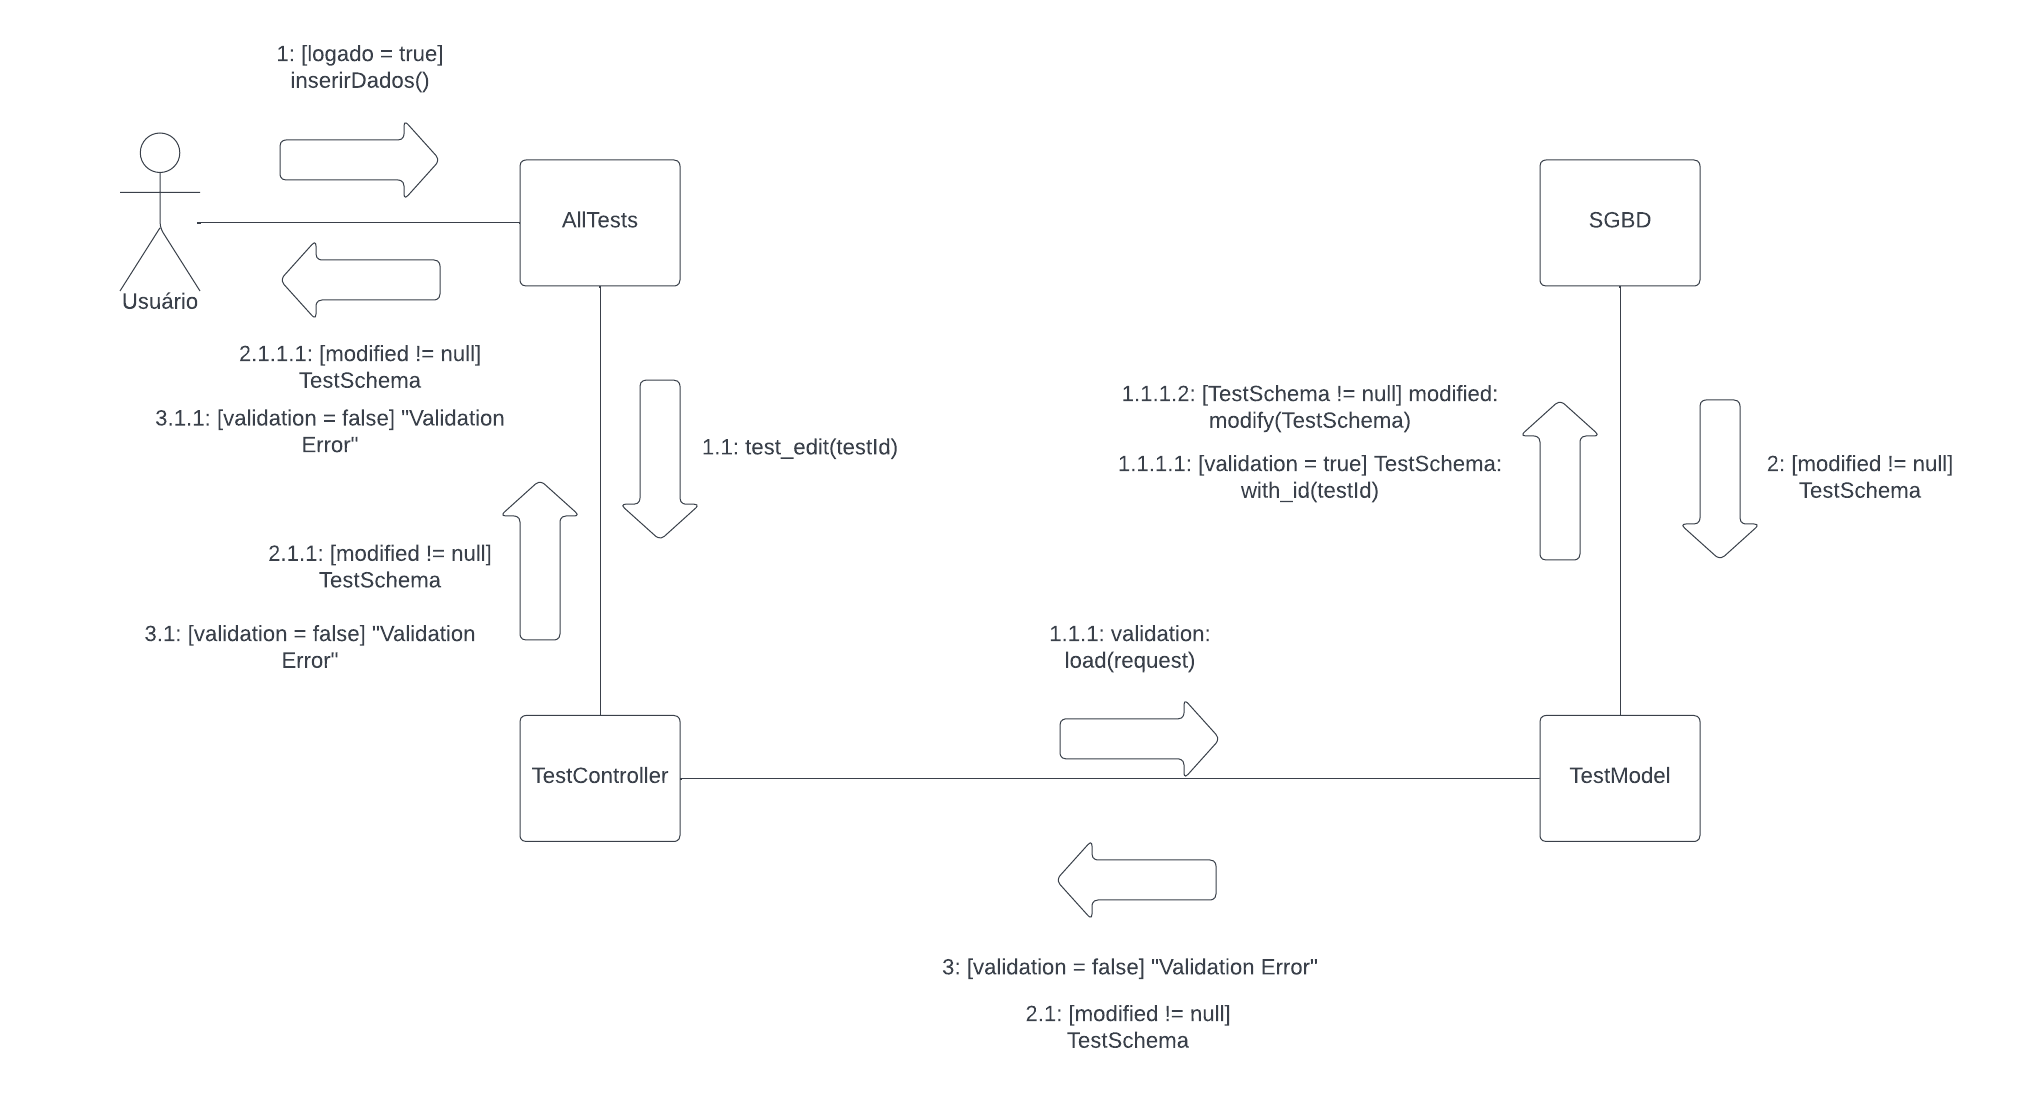 1: [logado = true]
inserirDados()
AllTests
SGBD
Usuário
2.1.1.1: [modified != null]
TestSchema
3.1.1: [validation = false] "Validation
Error"
1.1: test_edit(testId)
1.1.1.2: [TestSchema != null] modified:
modify(TestSchema)
1.1.1.1: [validation = true] TestSchema:
with_id(testId)
2: [modified != null]
TestSchema
2.1.1: [modified != null]
TestSchema
3.1: [validation = false] "Validation
Error"
1.1.1: validation:
load(request)
TestController
TestModel
3: [validation = false] "Validation Error"
2.1: [modified != null]
TestSchema